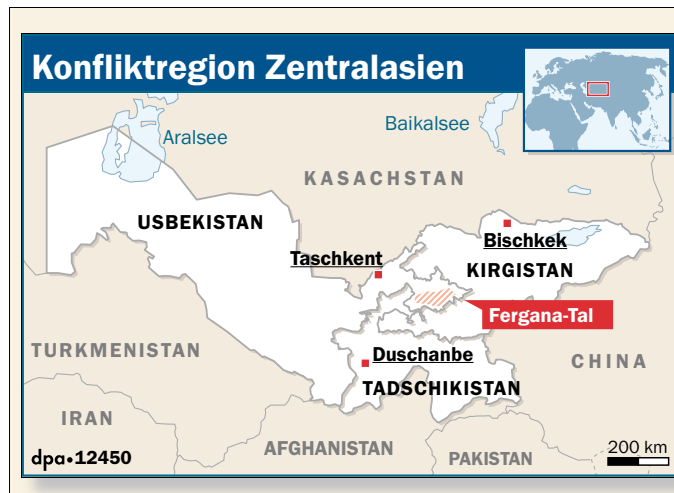 Konfliktregion Zentralasien
Aralsee
Baikalsee
KASACHSTAN
USBEKISTAN
Bischkek
Taschkent
KIRGISTAN
Fergana-Tal
TURKMENISTAN
Duschanbe
CHINA
TADSCHIKISTAN
IRAN
AFGHANISTAN
PAKISTAN
200 km
dpa•12450